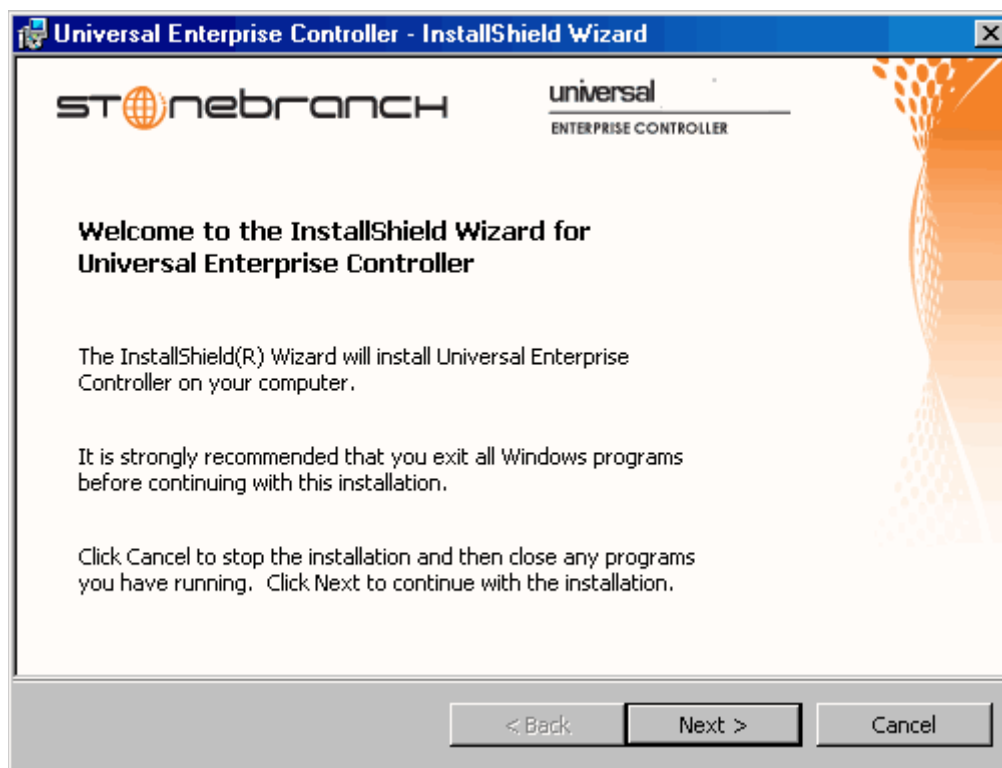 Universal Enterprise Controller - InstallShield Wizard
stonebranch
universal
ENTERPRISE CONTROLLER
Welcome to the InstallShield Wizard for
Universal Enterprise Controller
The InstallShield(R) Wizard will install Universal Enterprise
Controller on your computer.
It is strongly recommended that you exit all Windows programs
before continuing with this installation.
Click Cancel to stop the installation and then close any programs
you have running.  Click Next to continue with the installation.
< Back
Next >
Cancel